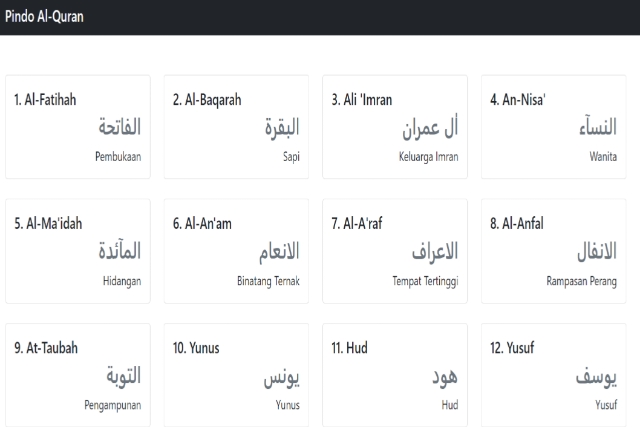 Pindo Al-Quran
1. Al-Fatihah
الفاتحة
Pembukaan
2. Al-Baqarah
البقرة
Sapi
3. Ali 'Imran
اٰل عمران
Keluarga Imran
4. An-Nisa'
النساۤء
Wanita
5. Al-Ma'idah
الماۤئدة
Hidangan
6. Al-An'am
الانعام
Binatang Ternak
7. Al-A'raf
الاعراف
Tempat Tertinggi
8. Al-Anfal
الانفال
Rampasan Perang
9. At-Taubah
التوبة
Pengampunan
10. Yunus
يونس
Yunus
11. Hud
هود
Hud
12. Yusuf
يوسف
Yusuf